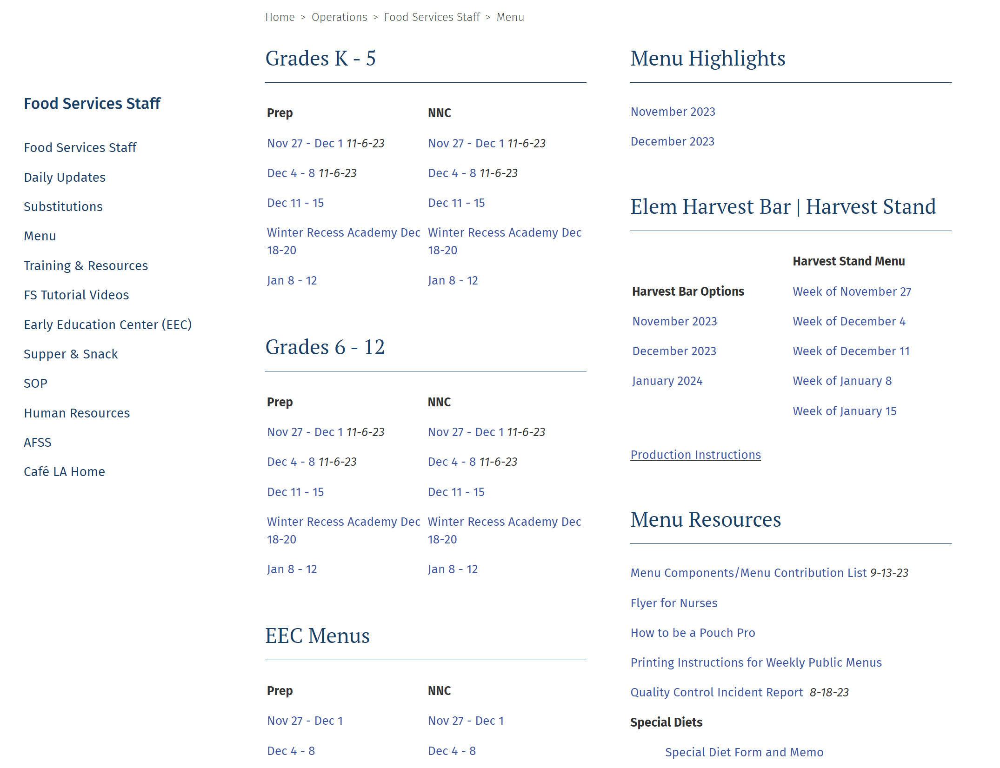 Home > Operations > Food Services Staff > Menu
Food Services Staff
Food Services Staff
Daily Updates
Substitutions
Menu
Training & Resources
FS Tutorial Videos
Early Education Center (EEC)
Supper & Snack
SOP
Human Resources
AFSS
Café LA Home
Grades K - 5
Prep
Nov 27 - Dec 1 11-6-23
Dec 4 - 8 11-6-23
Dec 11 - 15
Winter Recess Academy Dec
18-20
Jan 8 - 12
NNC
Nov 27 - Dec 1 11-6-23
Dec 4 - 8 11-6-23
Dec 11 - 15
Winter Recess Academy Dec
18-20
Jan 8 - 12
Grades 6 - 12
Prep
Nov 27 - Dec 1 11-6-23
Dec 4 - 8 11-6-23
Dec 11 - 15
Winter Recess Academy Dec
18-20
Jan 8 - 12
NNC
Nov 27 - Dec 1 11-6-23
Dec 4 - 8 11-6-23
Dec 11 - 15
Winter Recess Academy Dec
18-20
Jan 8 - 12
EEC Menus
Prep
Nov 27 - Dec 1
Dec 4 - 8
NNC
Nov 27 - Dec 1
Dec 4 - 8
Menu Highlights
November 2023
December 2023
Elem Harvest Bar | Harvest Stand
Harvest Bar Options
November 2023
December 2023
January 2024
Harvest Stand Menu
Week of November 27
Week of December 4
Week of December 11
Week of January 8
Week of January 15
Production Instructions
Menu Resources
Menu Components/Menu Contribution List 9-13-23
Flyer for Nurses
How to be a Pouch Pro
Printing Instructions for Weekly Public Menus
Quality Control Incident Report 8-18-23
Special Diets
Special Diet Form and Memo